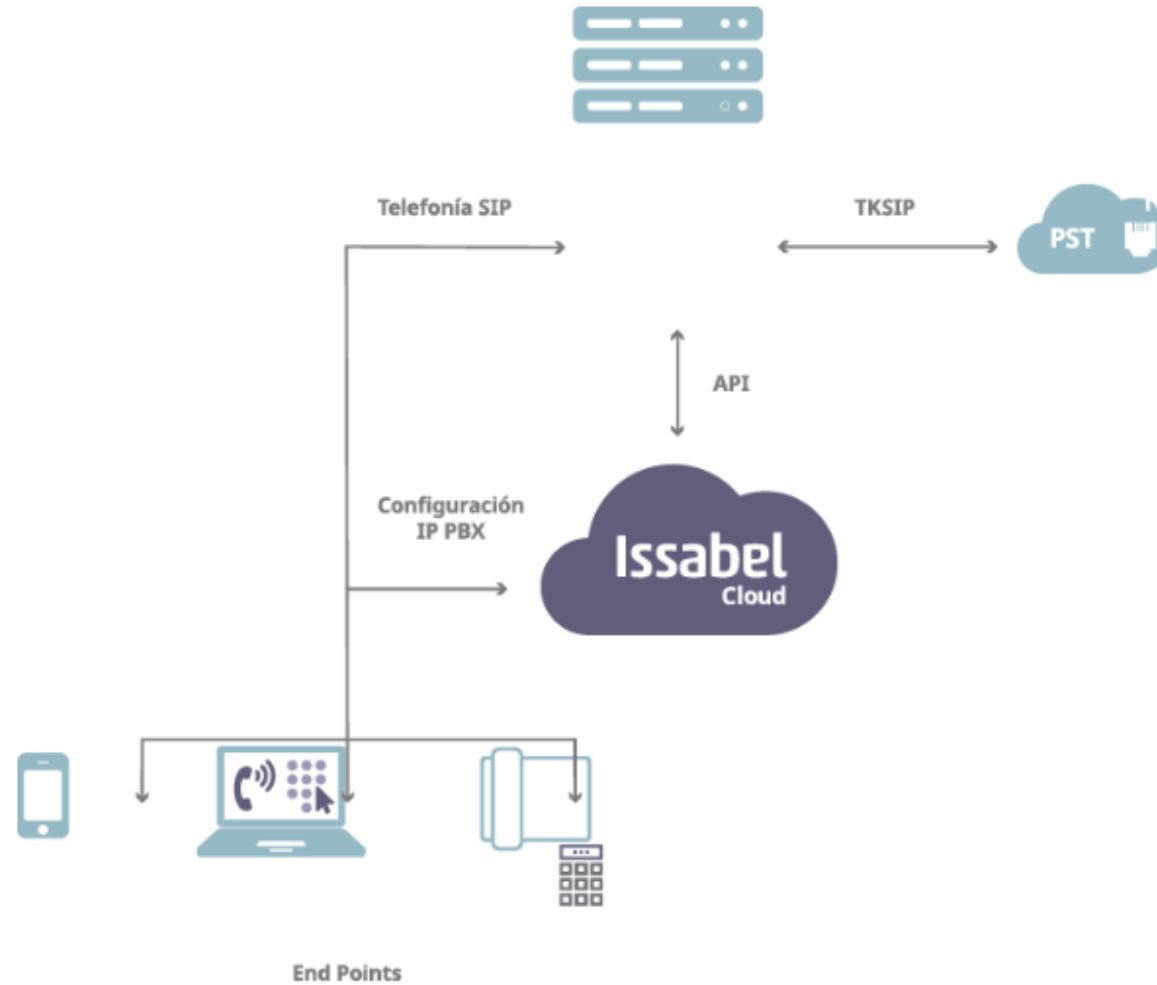 Telefonía SIP
TKSIP
PST
API
Configuración
IP PBX
Issabel
Cloud
End Points